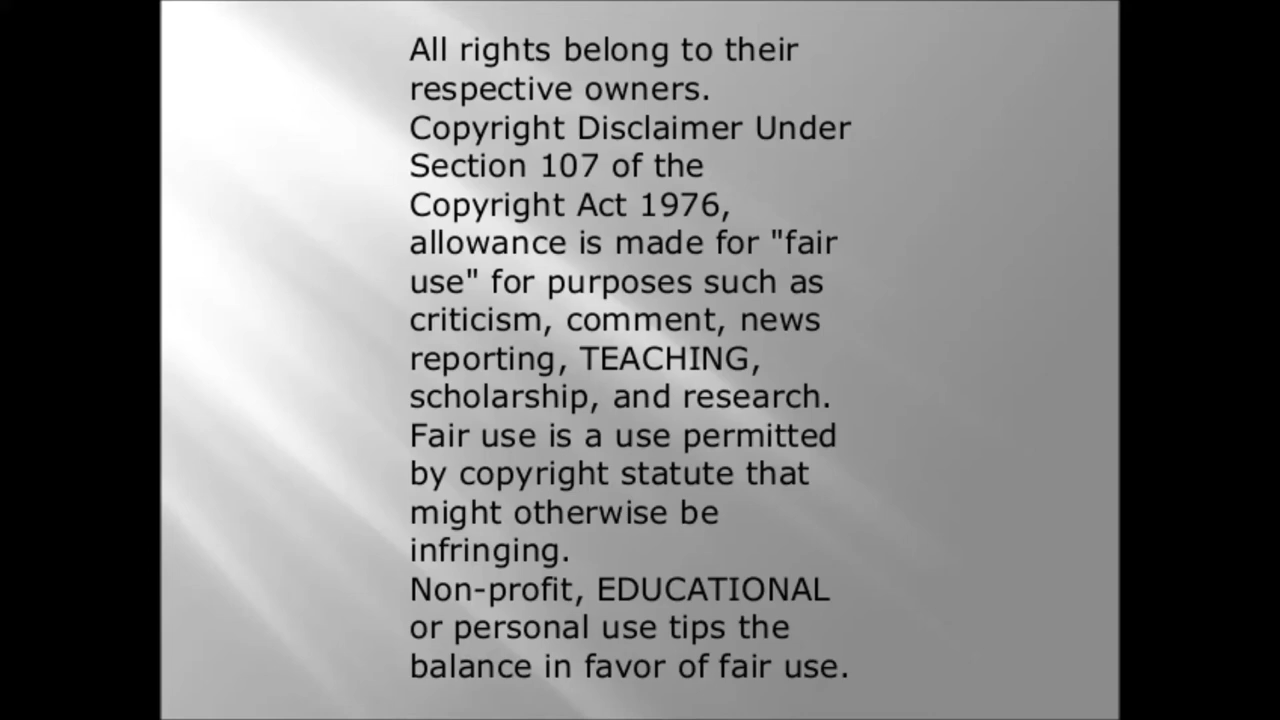 All rights belong to their
respective owners.
Copyright Disclaimer Under
Section 107 of the
Copyright Act 1976,
allowance is made for "fair
use" for purposes such as
criticism, comment, news
reporting, TEACHING,
scholarship, and research.
Fair use is a use permitted
by copyright statute that
might otherwise be
infringing.
Non-profit, EDUCATIONAL
or personal use tips the
balance in favor of fair use.